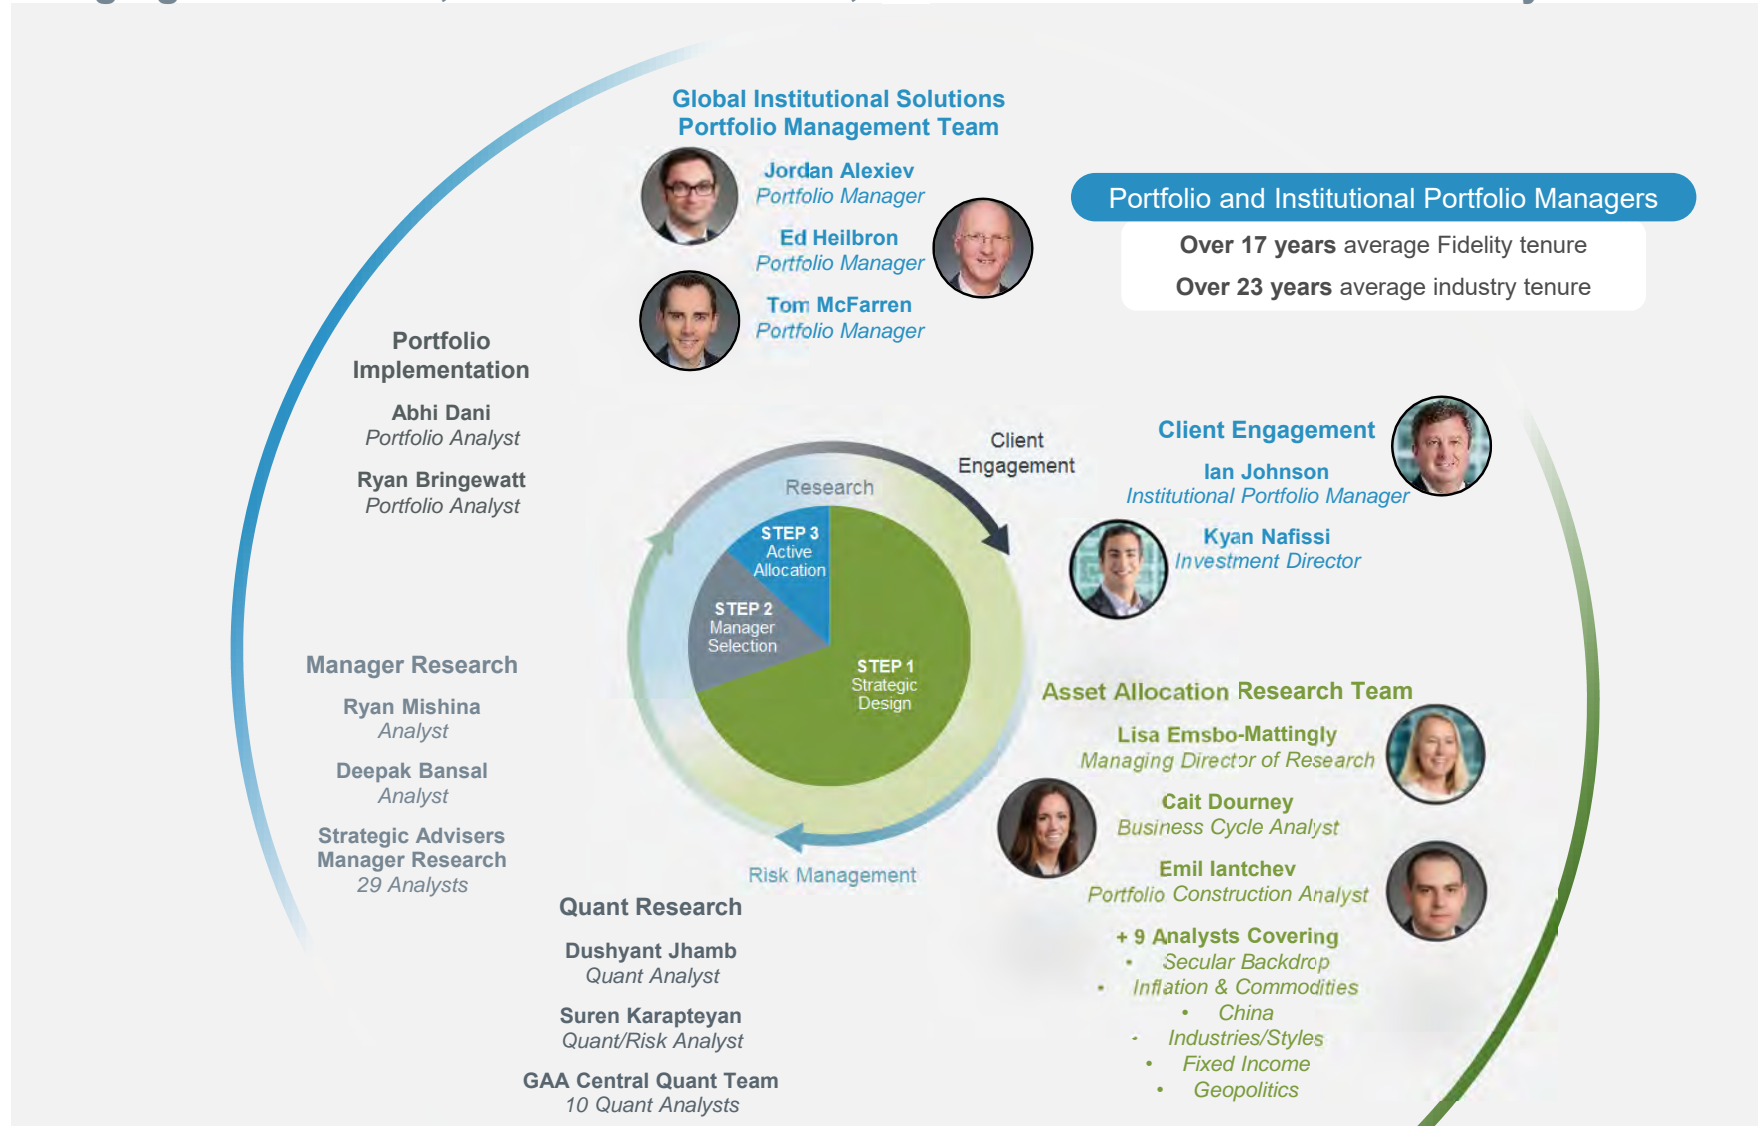 Global Institutional Solutions
Portfolio Management Team
Jordan Alexiev
Portfolio Manager
Ed Heilbron
Portfolio Manager
Tom McFarren
Portfolio Manager
Portfolio and Institutional Portfolio Managers
Over 17 years average Fidelity tenure
Over 23 years average industry tenure
Portfolio
Implementation
Abhi Dani
Portfolio Analyst
Ryan Bringewatt
Portfolio Analyst
Client
Engagement
Research
STEP 3
Active
Allocation
STEP 2
Manager
Selection
STEP 1
Strategic
Design
Risk Management
Client Engagement
Ian Johnson
Institutional Portfolio Manager
Kyan Nafissi
Investment Director
Manager Research
Ryan Mishina
Analyst
Deepak Bansal
Analyst
Strategic Advisers
Manager Research
29 Analysts
Asset Allocation Research Team
Lisa Emsbo-Mattingly
Managing Director of Research
Cait Dourney
Business Cycle Analyst
Emil Iantchev
Portfolio Construction Analyst
+ 9 Analysts Covering
• Secular Backdrop
• Inflation & Commodities
• China
• Industries/Styles
• Fixed Income
• Geopolitics
Quant Research
Dushyant Jhamb
Quant Analyst
Suren Karapteyan
Quant/Risk Analyst
GAA Central Quant Team
10 Quant Analysts